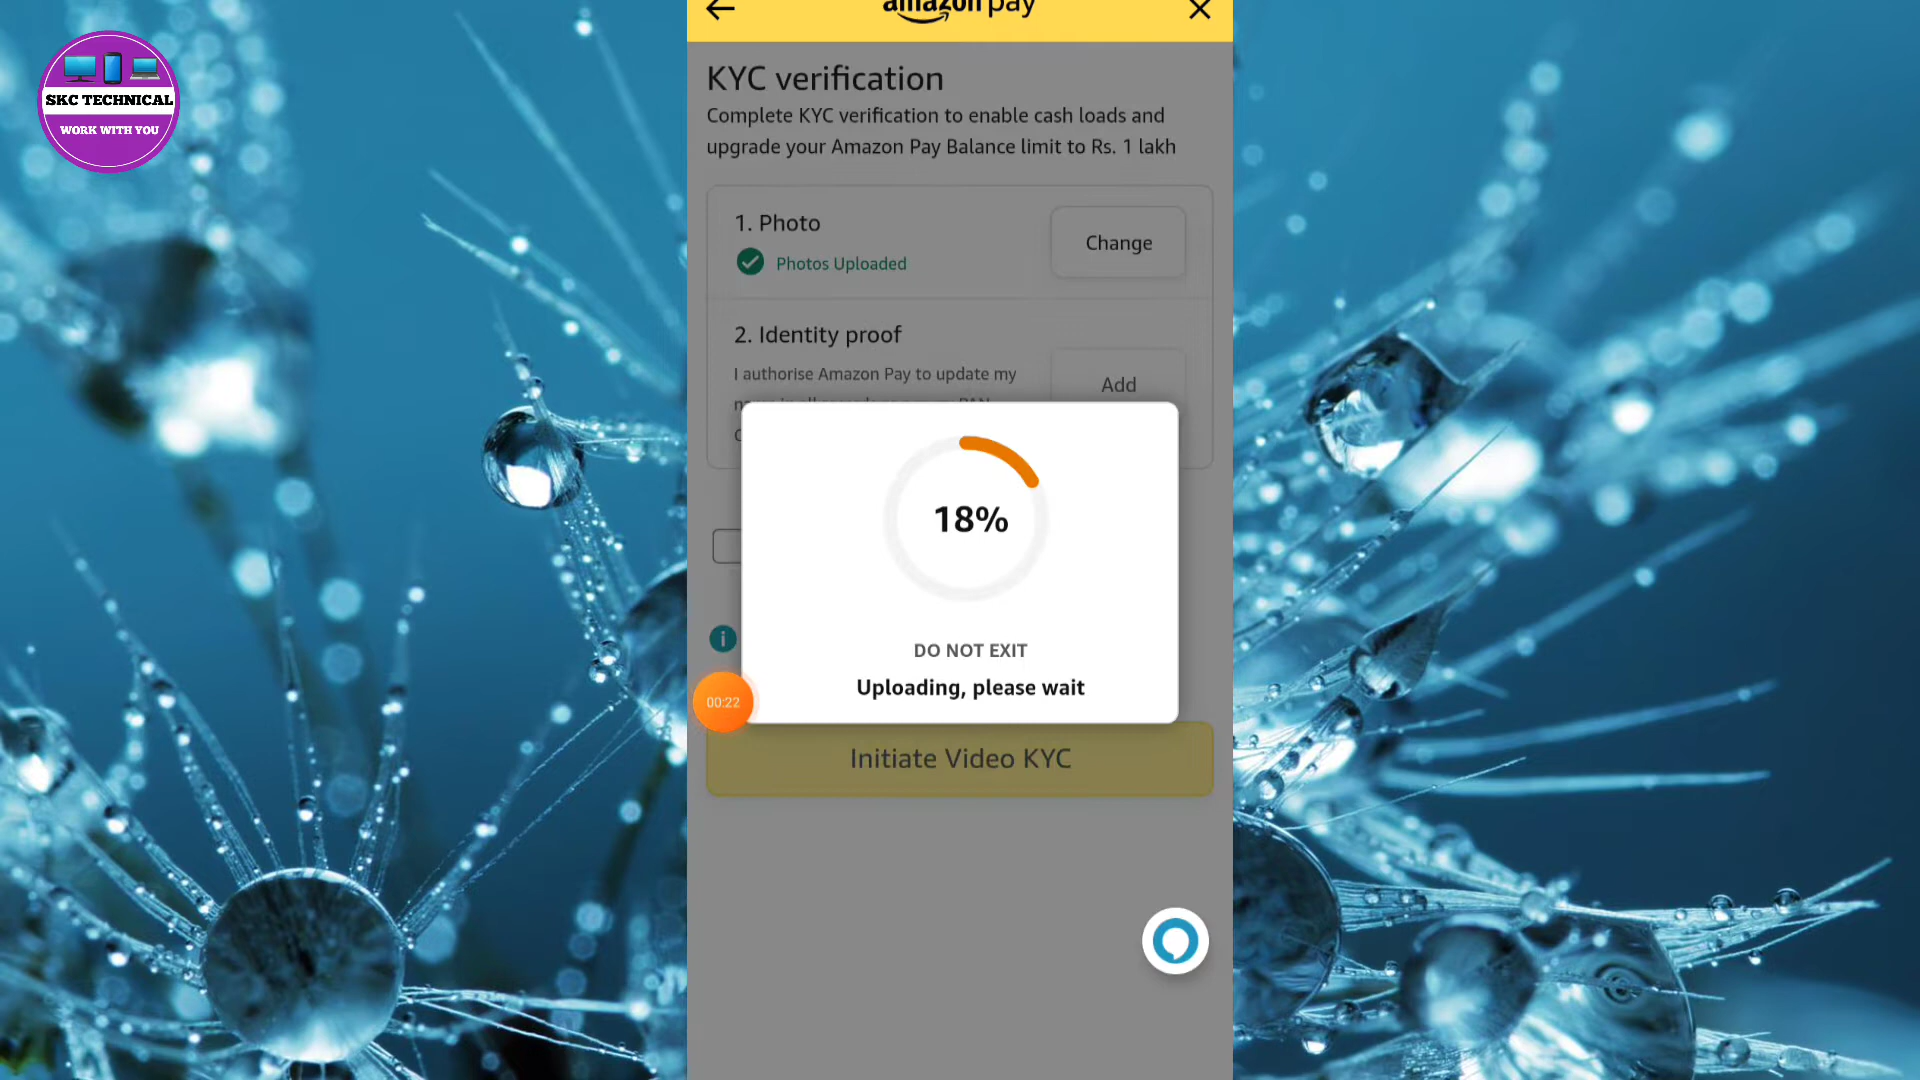 amazon pay
SKC TECHNICAL
WORK WITH YOU
KYC verification
Complete KYC verification to enable cash loads and
upgrade your Amazon Pay Balance limit to Rs. 1 lakh
1. Photo
Photos Uploaded
Change
2. Identity proof
I authorise Amazon Pay to update my
Add
18%
DO NOT EXIT
Uploading, please wait
00:22
Initiate Video KYC